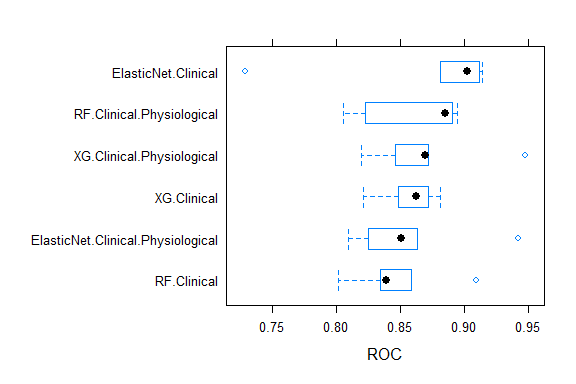 ElasticNet.Clinical
RF.Clinical.Physiological
XG.Clinical.Physiological
XG.Clinical
ElasticNet.Clinical.Physiological
RF.Clinical
0.75 0.80 0.85 0.90 0.95
ROC